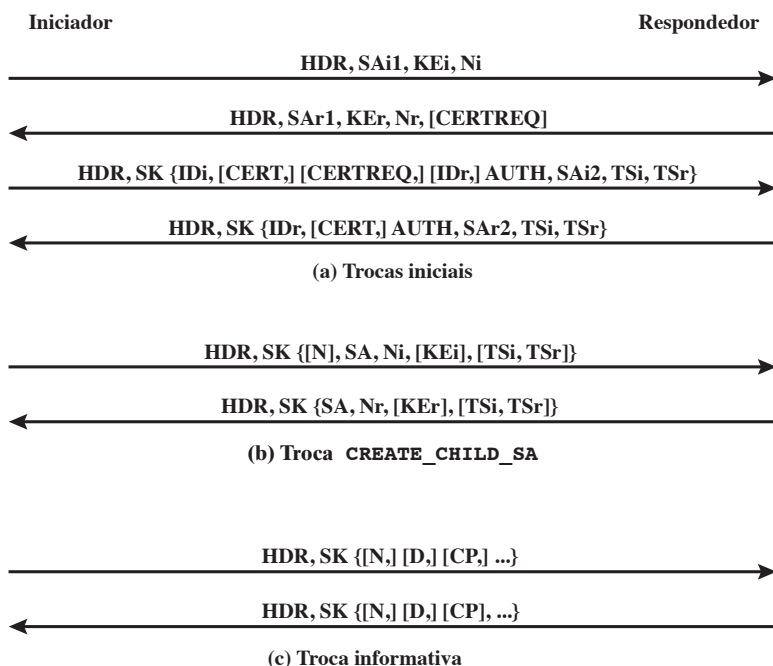 Iniciador Respondedor
HDR, SAi1, KEi, Ni
HDR, SAr1, KEr, Nr, [CERTREQ]
HDR, SK {IDi, [CERT,] [CERTREQ,] [IDr,] AUTH, SAi2, TSi, TSr}
HDR, SK {IDr, [CERT,] AUTH, SAr2, TSi, TSr}
(a) Trocas iniciais
HDR, SK {[N], SA, Ni, [KEi], [TSi, TSr]}
HDR, SK {SA, Nr, [KEr], [TSi, TSr]}
(b) Troca CREATE_CHILD_SA
HDR, SK {[N,] [D,] [CP,] ...}
HDR, SK {[N,] [D,] [CP], ...}
(c) Troca informativa